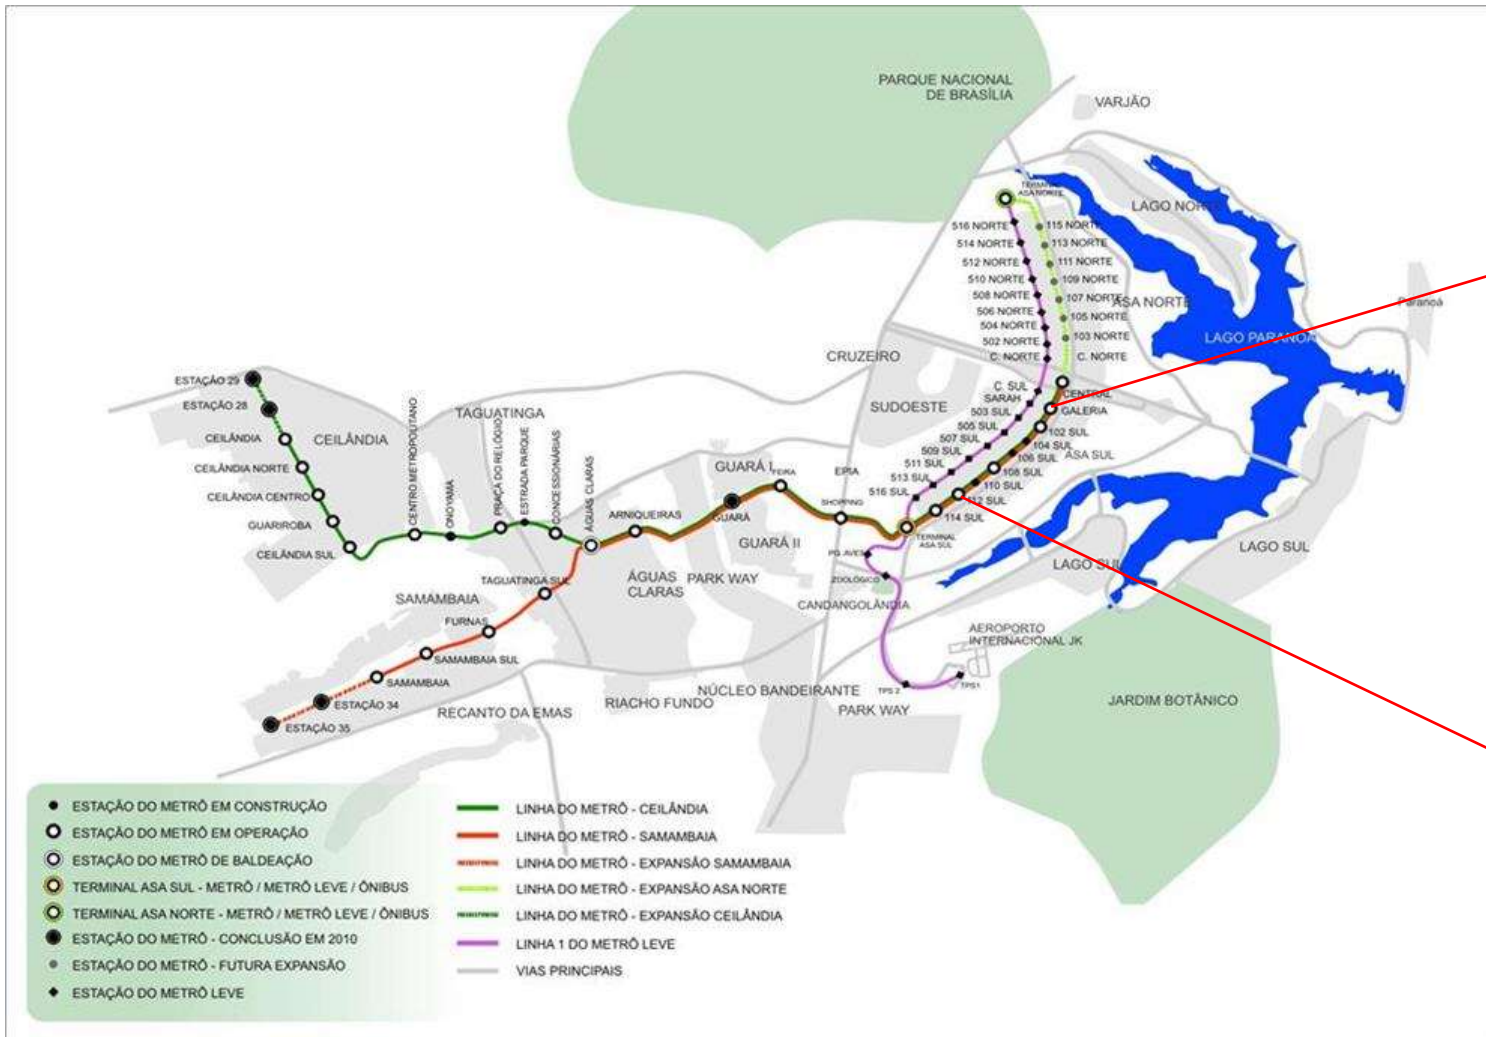 PARQUE NACIONAL
DE BRASÍLIA
VARJÃO
TERMINAL
ASA NORTE
LAGO NORTE
516 NORTE
115 NORTE
514 NORTE
113 NORTE
512 NORTE
111 NORTE
510 NORTE
109 NORTE
508 NORTE
107 NORTE
ASA NORTE
Paranoá
506 NORTE
105 NORTE
504 NORTE
103 NORTE
LAGO PARANOÁ
502 NORTE
C. NORTE
C. NORTE
CRUZEIRO
C. SUL
CENTRAL
SARAH
SUDOESTE
503 SUL
GALERIA
505 SUL
102 SUL
507 SUL
104 SUL
509 SUL
106 SUL
ASA SUL
511 SUL
108 SUL
513 SUL
110 SUL
516 SUL
112 SUL
114 SUL
TERMINAL
ASA SUL
ESTAÇÃO 29
ESTAÇÃO 28
CEILÂNDIA
CEILÂNDIA
CEILÂNDIA NORTE
CEILÂNDIA CENTRO
GUARIROBA
CEILÂNDIA SUL
TAGUATINGA
CENTRO METROPOLITANO
ONOYAMA
PRAÇA DO RELÓGIO
ESTRADA PARQUE
CONCESSIONÁRIAS
ÁGUAS CLARAS
ARNIQUEIRAS
GUARÁ I
FEIRA
EPIA
SHOPPING
GUARÁ
GUARÁ II
ÁGUAS
CLARAS
PARK WAY
PQ. AVES
ZOOLÓGICO
CANDANGOLÂNDIA
LAGO SUL
LAGO SUL
TAGUATINGA SUL
SAMAMBAIA
FURNAS
SAMAMBAIA SUL
SAMAMBAIA
ESTAÇÃO 34
ESTAÇÃO 35
RECANTO DA EMAS
RIACHO FUNDO
NÚCLEO BANDEIRANTE
AEROPORTO
INTERNACIONAL JK
TPS 2
TPS1
PARK WAY
JARDIM BOTÂNICO
ESTAÇÃO DO METRÔ EM CONSTRUÇÃO
ESTAÇÃO DO METRÔ EM OPERAÇÃO
ESTAÇÃO DO METRÔ DE BALDEAÇÃO
TERMINAL ASA SUL - METRÔ / METRÔ LEVE / ÔNIBUS
TERMINAL ASA NORTE - METRÔ / METRÔ LEVE / ÔNIBUS
ESTAÇÃO DO METRÔ - CONCLUSÃO EM 2010
ESTAÇÃO DO METRÔ - FUTURA EXPANSÃO
ESTAÇÃO DO METRÔ LEVE
LINHA DO METRÔ - CEILÂNDIA
LINHA DO METRÔ - SAMAMBAIA
LINHA DO METRÔ - EXPANSÃO SAMAMBAIA
LINHA DO METRÔ - EXPANSÃO ASA NORTE
LINHA DO METRÔ - EXPANSÃO CEILÂNDIA
LINHA 1 DO METRÔ LEVE
VIAS PRINCIPAIS